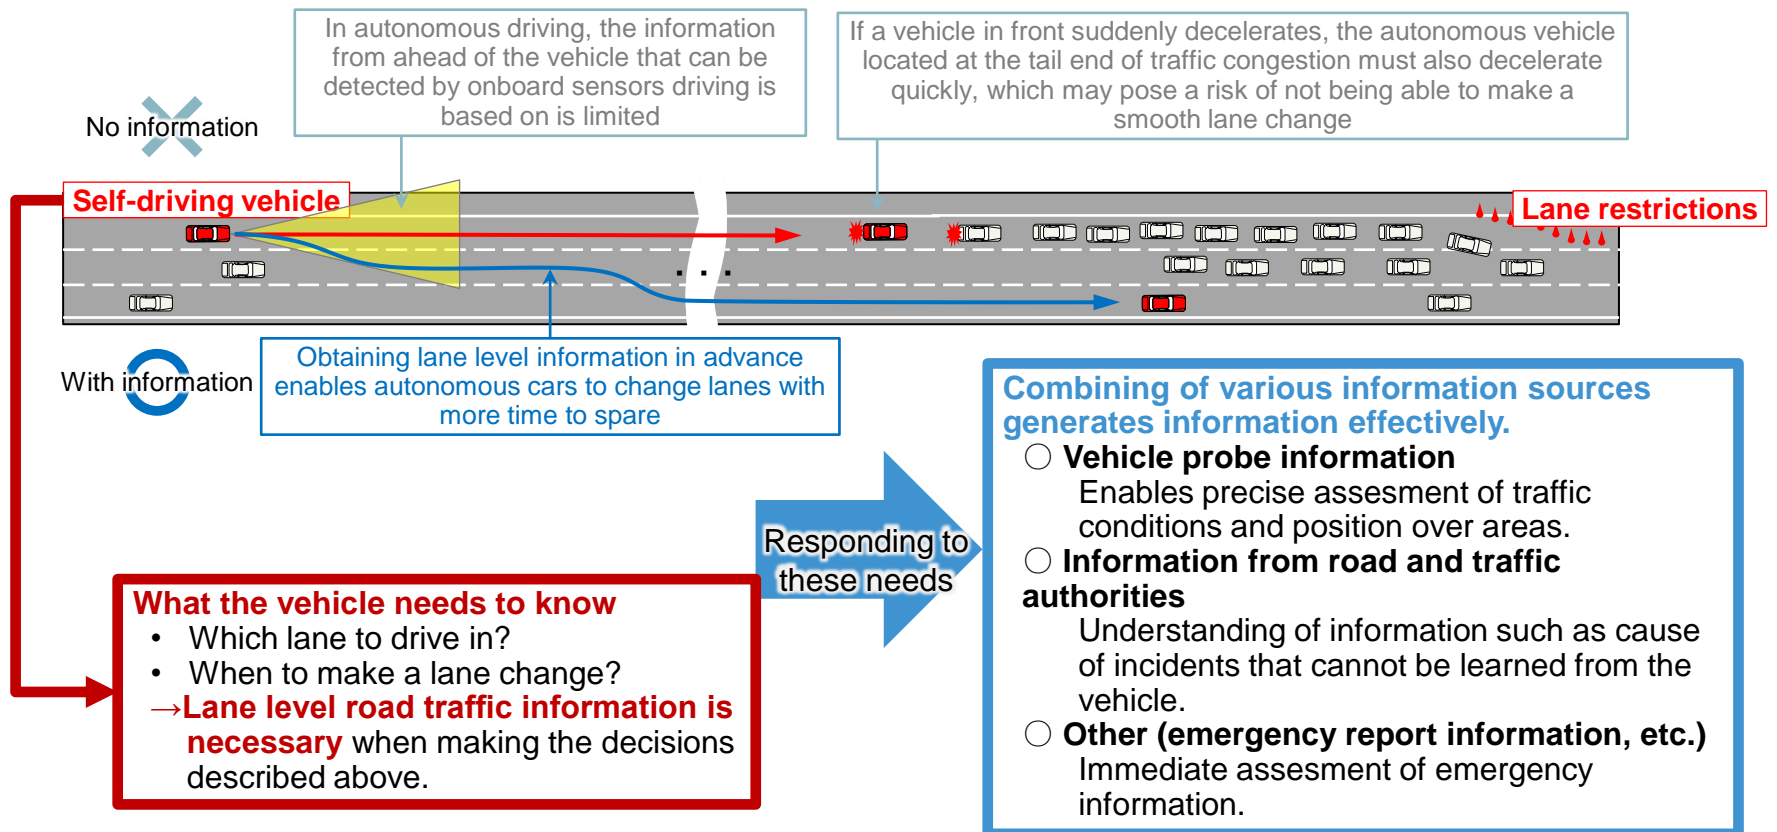 In autonomous driving, the information
from ahead of the vehicle that can be
detected by onboard sensors driving is
based on is limited
If a vehicle in front suddenly decelerates, the autonomous vehicle
located at the tail end of traffic congestion must also decelerate
quickly, which may pose a risk of not being able to make a
smooth lane change
No information
Self-driving vehicle
Lane restrictions
. . .
With information
Obtaining lane level information in advance
enables autonomous cars to change lanes with
more time to spare
Responding to
these needs
What the vehicle needs to know
• Which lane to drive in?
• When to make a lane change?
→Lane level road traffic information is
necessary when making the decisions
described above.
Combining of various information sources
generates information effectively.
○ Vehicle probe information
Enables precise assesment of traffic
conditions and position over areas.
○ Information from road and traffic
authorities
Understanding of information such as cause
of incidents that cannot be learned from the
vehicle.
○ Other (emergency report information, etc.)
Immediate assesment of emergency
information.